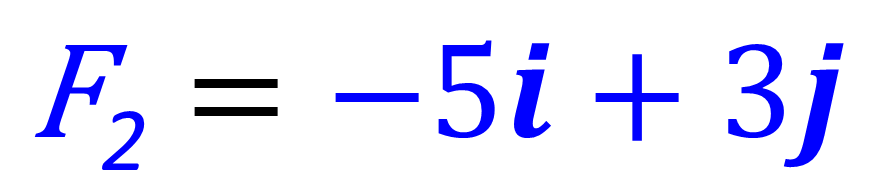 F₂ = −5i + 3j